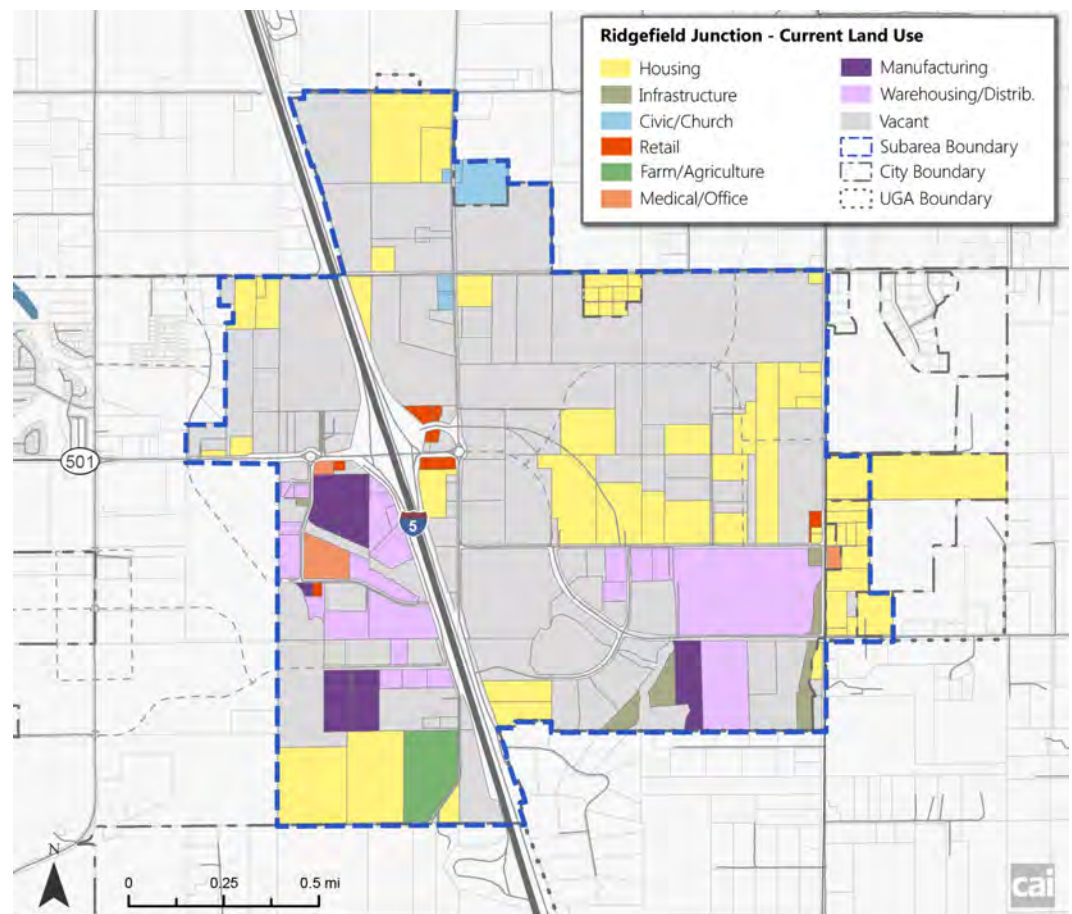 Ridgefield Junction - Current Land Use
Housing
Infrastructure
Civic/Church
Retail
Farm/Agriculture
Medical/Office
Manufacturing
Warehousing/Distrib.
Vacant
Subarea Boundary
City Boundary
UGA Boundary
501
5
N
0 0.25 0.5 mi
cai